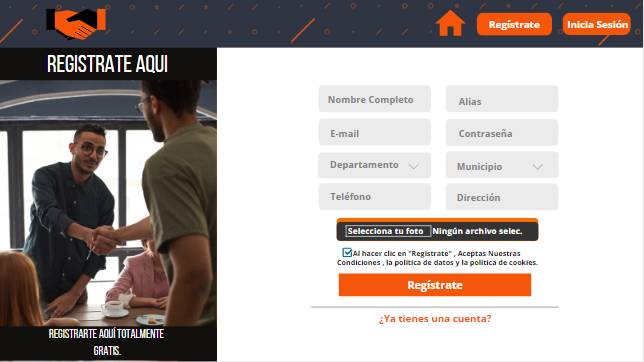 Regístrate
Inicia Sesión
REGISTRATE AQUI
Nombre Completo
Alias
E-mail
Contraseña
Departamento
Municipio
Teléfono
Dirección
Selecciona tu foto Ningún archivo selec.
Al hacer clic en "Regístrate" , Aceptas Nuestras
Condiciones , la política de datos y la política de cookies.
Regístrate
¿Ya tienes una cuenta?
REGISTRARTE AQUÍ TOTALMENTE
GRATIS.